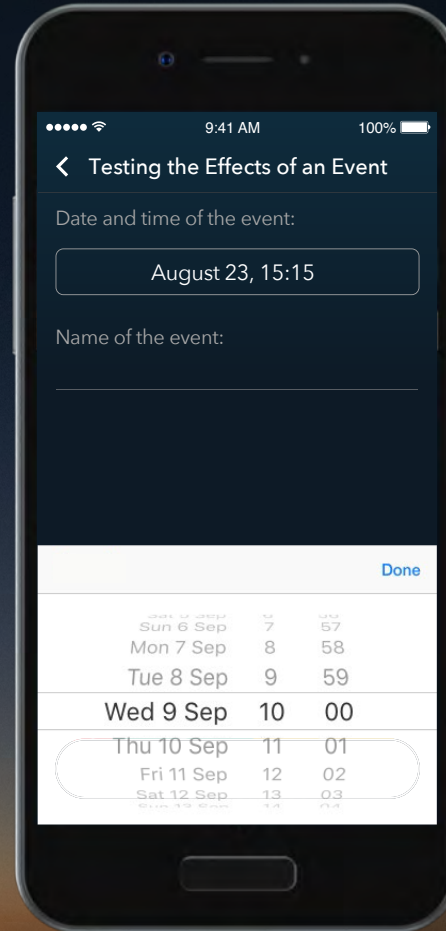 9:41 AM 100%
Testing the Effects of an Event
Date and time of the event:
August 23, 15:15
Name of the event:
Done
Sun 6 Sep 7 57
Mon 7 Sep 8 58
Tue 8 Sep 9 59
Wed 9 Sep 10 00
Thu 10 Sep 11 01
Fri 11 Sep 12 02
Sat 12 Sep 13 03